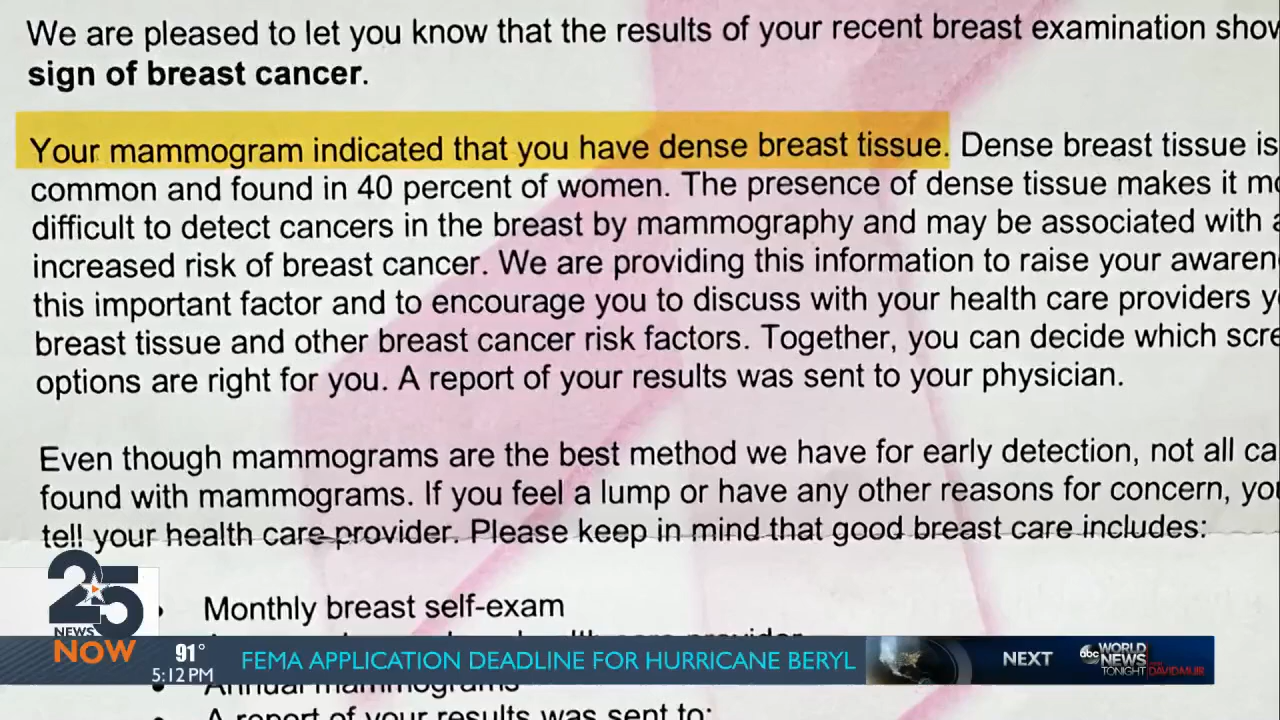 We are pleased to let you know that the results of your recent breast examination show
sign of breast cancer.
Your mammogram indicated that you have dense breast tissue. Dense breast tissue is
common and found in 40 percent of women. The presence of dense tissue makes it
difficult to detect cancers in the breast by mammography and may be associated with
increased risk of breast cancer. We are providing this information to raise your
this important factor and to encourage you to discuss with your health care providers
breast tissue and other breast cancer risk factors. Together, you can decide which
options are right for you. A report of your results was sent to your physician.
Even though mammograms are the best method we have for early detection, not all
found with mammograms. If you feel a lump or have any other reasons for concern,
tell your health care provider. Please keep in mind that good breast care includes:
• Monthly breast self-exam
• Annual mammograms
• A report of your results was sent to:
25
NEWS
NOW
91°
5:12 PM
FEMA APPLICATION DEADLINE FOR HURRICANE BERYL
NEXT
abc WORLD
NEWS
TONIGHT
DAVID MUIR